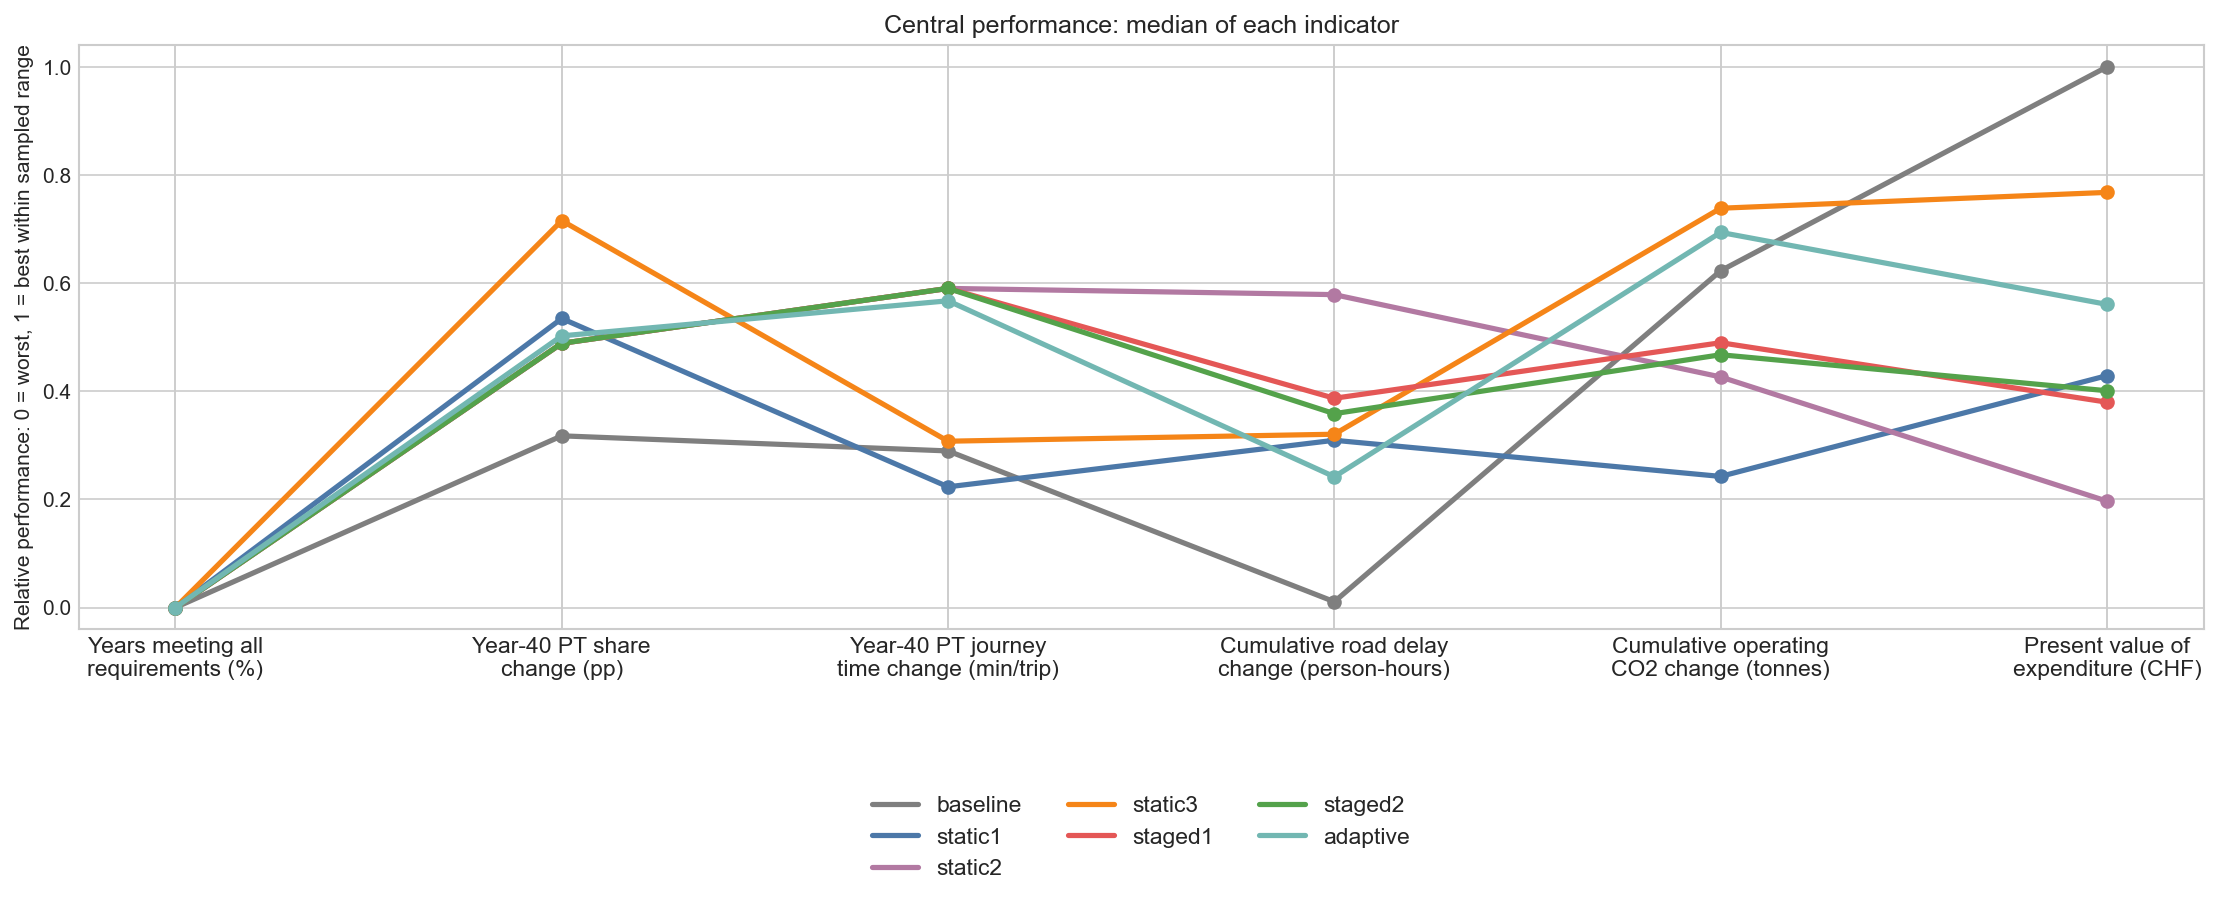 Central performance: median of each indicator
Relative performance: 0 = worst, 1 = best within sampled range
1.0
0.8
0.6
0.4
0.2
0.0
Years meeting all
requirements (%)
Year-40 PT share
change (pp)
Year-40 PT journey
time change (min/trip)
Cumulative road delay
change (person-hours)
Cumulative operating
CO2 change (tonnes)
Present value of
expenditure (CHF)
baseline
static1
static2
static3
staged1
staged2
adaptive